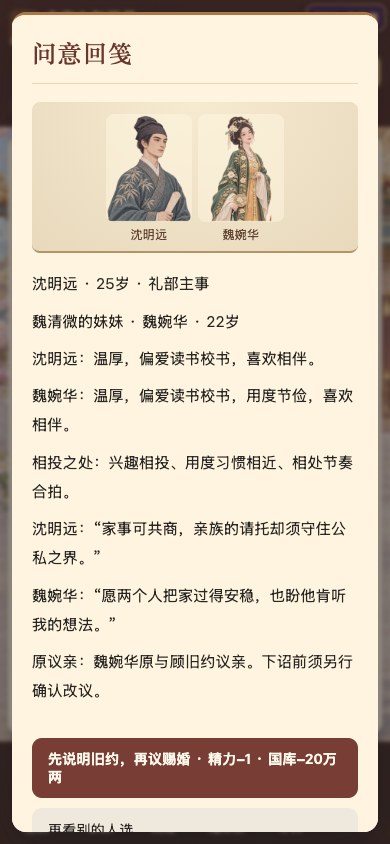 问意回笺
沈明远
魏婉华
沈明远 · 25岁 · 礼部主事
魏清微的妹妹 · 魏婉华 · 22岁
沈明远：温厚，偏爱读书校书，喜欢相伴。
魏婉华：温厚，偏爱读书校书，用度节俭，喜欢
相伴。
相投之处：兴趣相投、用度习惯相近、相处节奏
合拍。
沈明远：“家事可共商，亲族的请托却须守住公
私之界。”
魏婉华：“愿两个人把家过得安稳，也盼他肯听
我的想法。”
原议亲：魏婉华原与顾旧约议亲。下诏前须另行
确认改议。
先说明旧约，再议赐婚 · 精力−1 · 国库−20万
两
再看别的人选